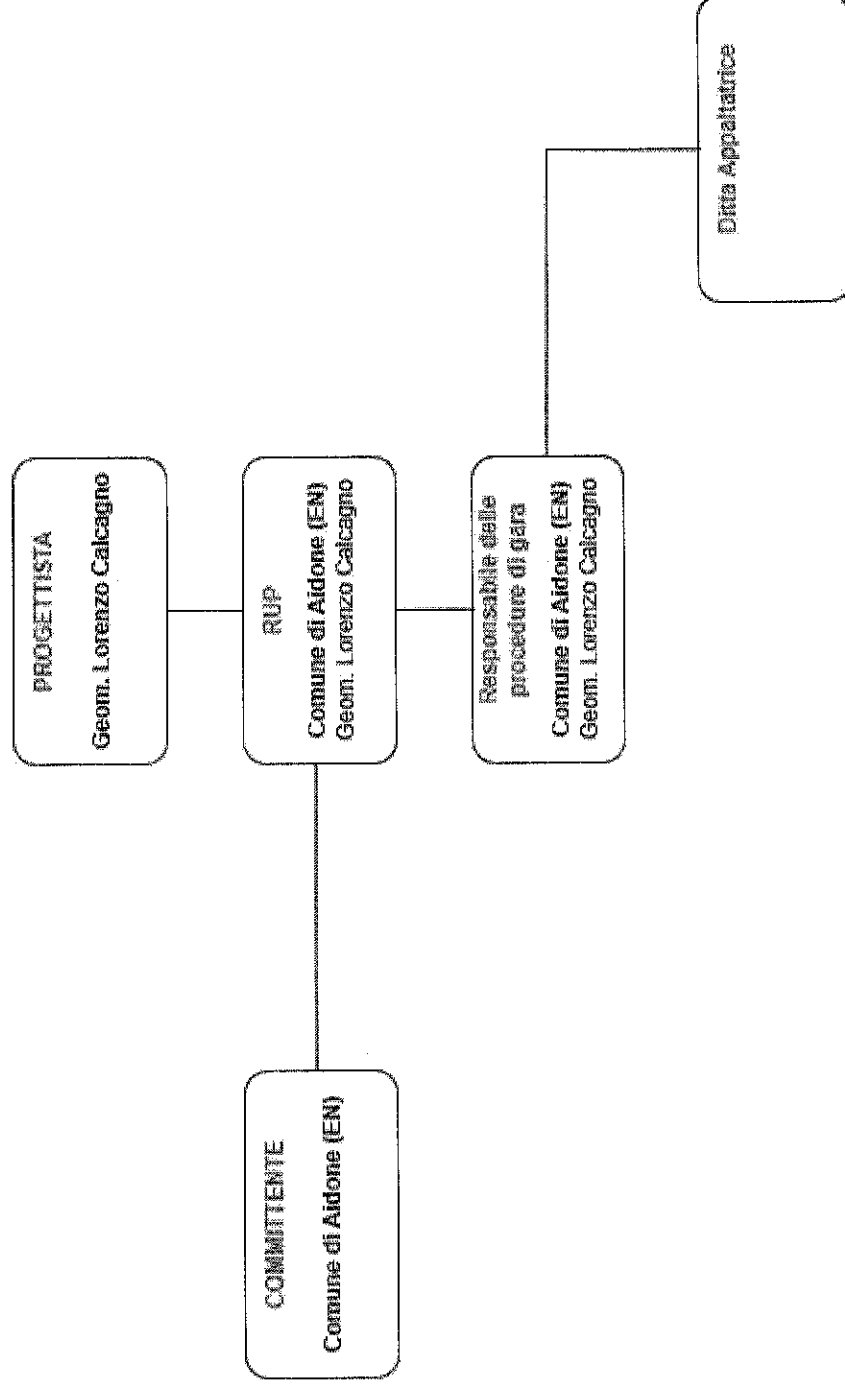 COMMITTENTE
Comune di Aidone (EN)
PROGETTISTA
Geom. Lorenzo Calcagno
RUP
Comune di Aidone (EN)
Geom. Lorenzo Calcagno
Responsabile delle
procedure di gara
Comune di Aidone (EN)
Geom. Lorenzo Calcagno
Ditta Appaltatrice